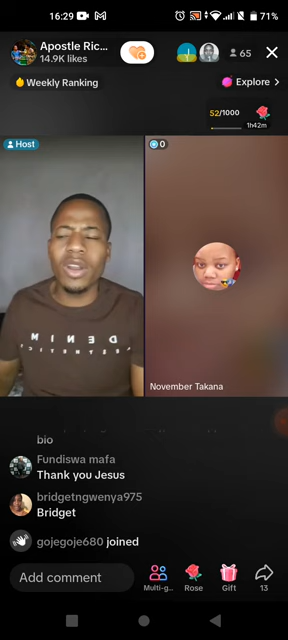 16:29
71%
Apostle Ric...
14.9K likes
65
Weekly Ranking
Explore >
52/1000
1h42m
Host
0
DENIM
November Takana
bio
Fundiswa mafa
Thank you Jesus
bridgetngwenya975
Bridget
gojegoje680 joined
Add comment
Multi-g...
Rose
Gift
13